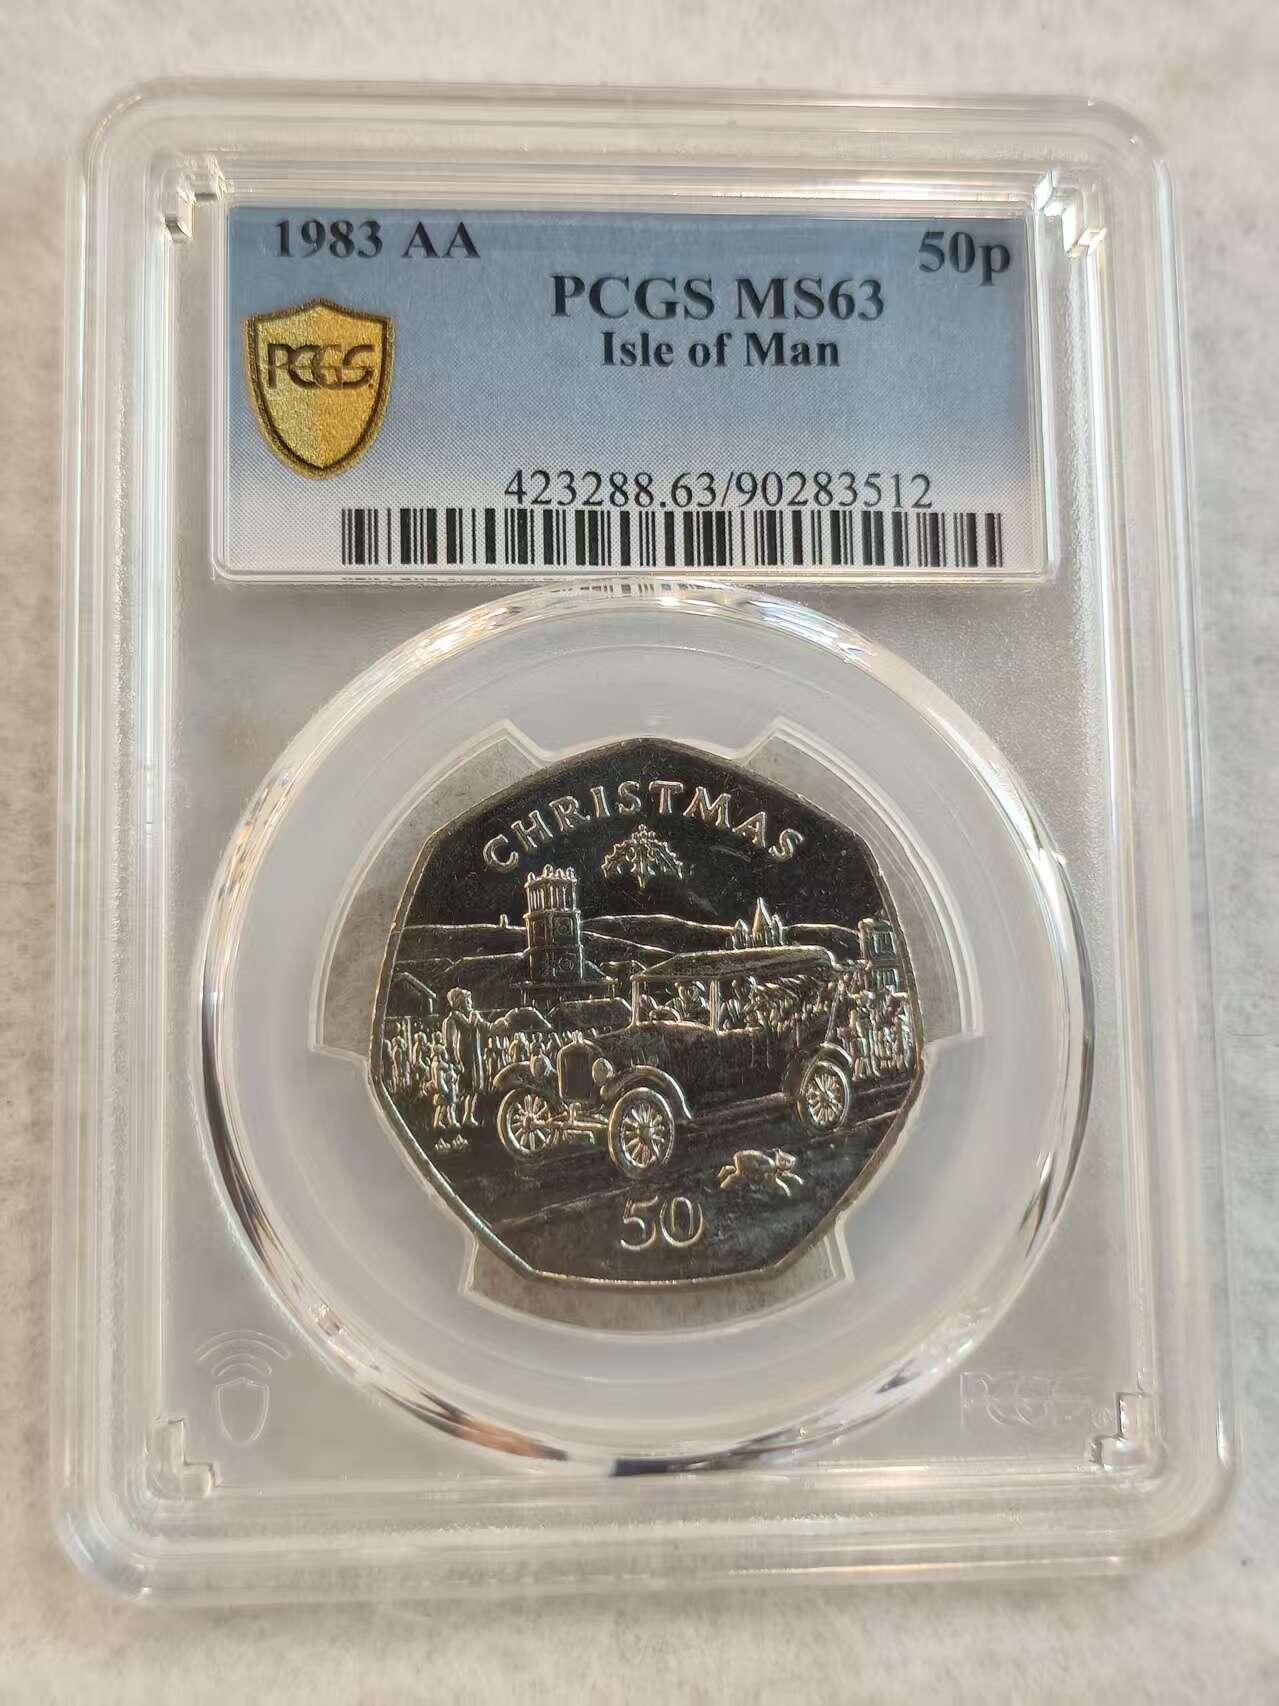 1983 AA
50p
PCGS MS63
Isle of Man
PCGS
423288.63/90283512
CHRISTMAS
50
PCGS